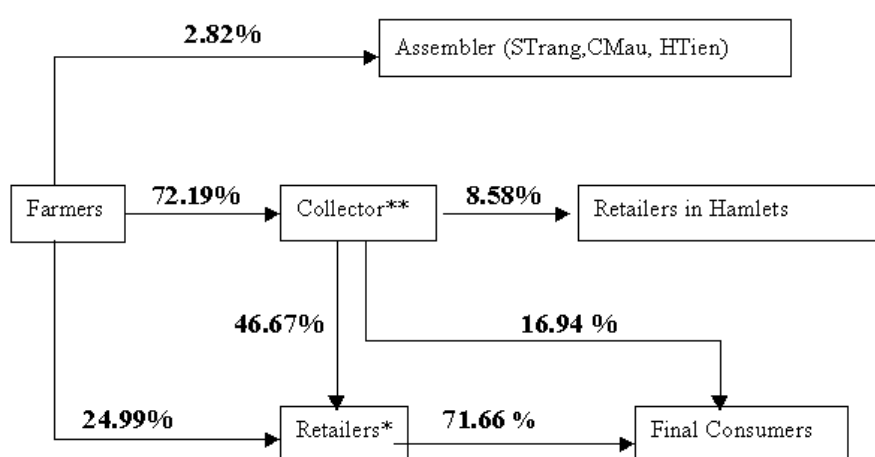 2.82%
Assembler (STrang,CMau, HTien)
Farmers
72.19%
Collector**
8.58%
Retailers in Hamlets
46.67%
16.94 %
24.99%
Retailers*
71.66 %
Final Consumers